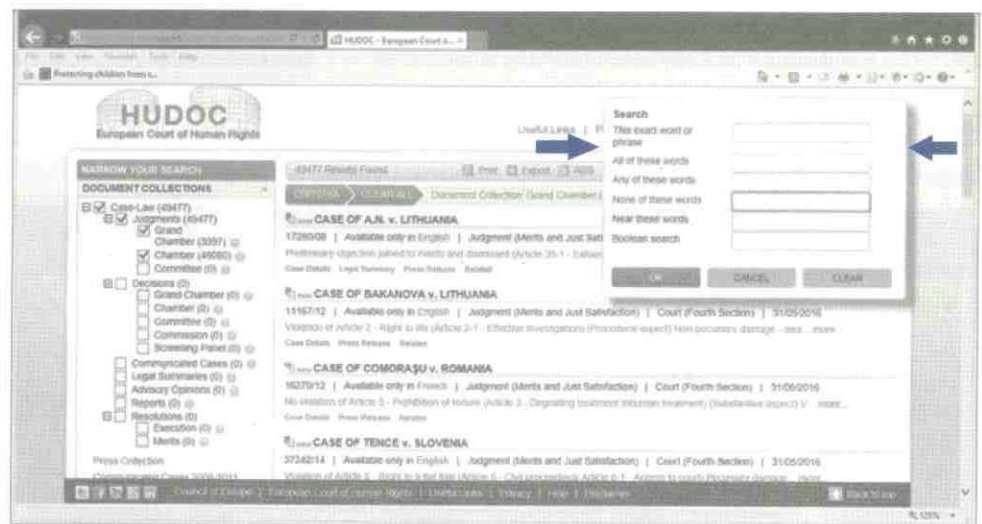 HUDOC - European Court o...
File Edit View Favorites Tools Help
Protecting children from s...
HUDOC
European Court of Human Rights
Useful Links |
NARROW YOUR SEARCH
DOCUMENT COLLECTIONS
Case-Law (49477)
Judgments (49477)
Grand
Chamber (3397)
Chamber (46080)
Committee (0)
Decisions (0)
Grand Chamber (0)
Chamber (0)
Committee (0)
Commission (0)
Screening Panel (0)
Communicated Cases (0)
Legal Summaries (0)
Advisory Opinions (0)
Reports (0)
Resolutions (0)
Execution (0)
Merits (0)
Press Collection
49477 Results Found Print Export RSS
CRITERIA CLEAR ALL Document Collection: Grand Chamber
CASE OF A.N. v. LITHUANIA
17280/08 | Available only in English | Judgment (Merits and Just Sati
Preliminary objection joined to merits and dismissed (Article 35-1 -
Case Details Legal Summary Press Release Related
CASE OF BAKANOVA v. LITHUANIA
11167/12 | Available only in English | Judgment (Merits and Just Satisfaction) | Court (Fourth Section) | 31/05/2016
Violation of Article 2 - Right to life (Article 2-1 - Effective investigation) (Procedural aspect) Non-pecuniary damage - more...
Case Details Press Release Related
CASE OF COMORAŞU v. ROMANIA
16270/12 | Available only in French | Judgment (Merits and Just Satisfaction) | Court (Fourth Section) | 31/05/2016
No violation of Article 3 - Prohibition of torture (Article 3 - Degrading treatment Inhuman treatment) (Substantive aspect) V more...
Case Details Press Release Related
CASE OF TENCE v. SLOVENIA
37242/14 | Available only in English | Judgment (Merits and Just Satisfaction) | Court (Fourth Section) | 31/05/2016
Violation of Article 6 - Right to a fair trial (Article 6 - Civil proceedings Article 6-1 - Access to court) Pecuniary damage more
Search
This exact word or
phrase
All of these words
Any of these words
None of these words
Near these words
Boolean search
OK CANCEL CLEAR
Council of Europe | European Court of Human Rights | Useful Links | Privacy | Help | Disclaimer Back to top
125%